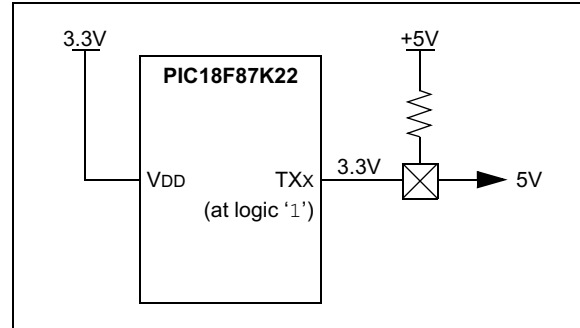 3.3V
+5V
PIC18F87K22
VDD
TXX
3.3V
5V
(at logic ‘1’)